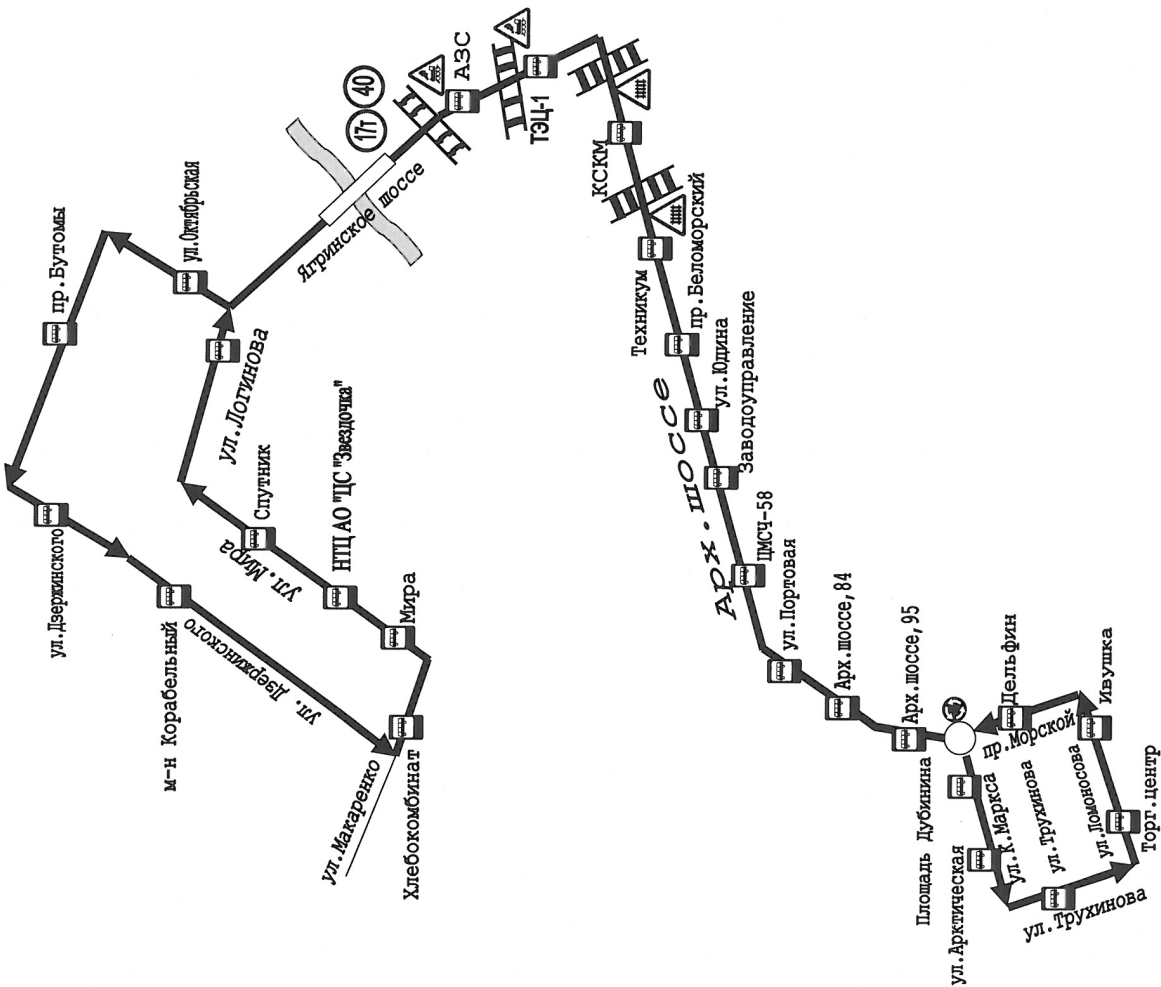 АЗС
ТЭЦ-1
17т
40
КСКМ
Ягринское шоссе
ул.Октябрьская
пр.Бутомы
ул.Логинова
Техникум
пр.Беломорский
ул.Юдина
Заводоуправление
Арх.шоссе
ЦМСЧ-58
ул.Портовая
Арх.шоссе,84
Арх.шоссе,95
Спутник
ул.Мира
НТЦ АО "ЦС "Звездочка"
Мира
ул.Дзержинского
м-н Корабельный
ул. Дзержинского
ул.Макаренко
Хлебокомбинат
Площадь Дубинина
Дельфин
пр.Морской
Ивушка
ул.К.Маркса
ул.Трухинова
ул.Ломоносова
ул.Арктическая
Торг.центр
ул.Трухинова